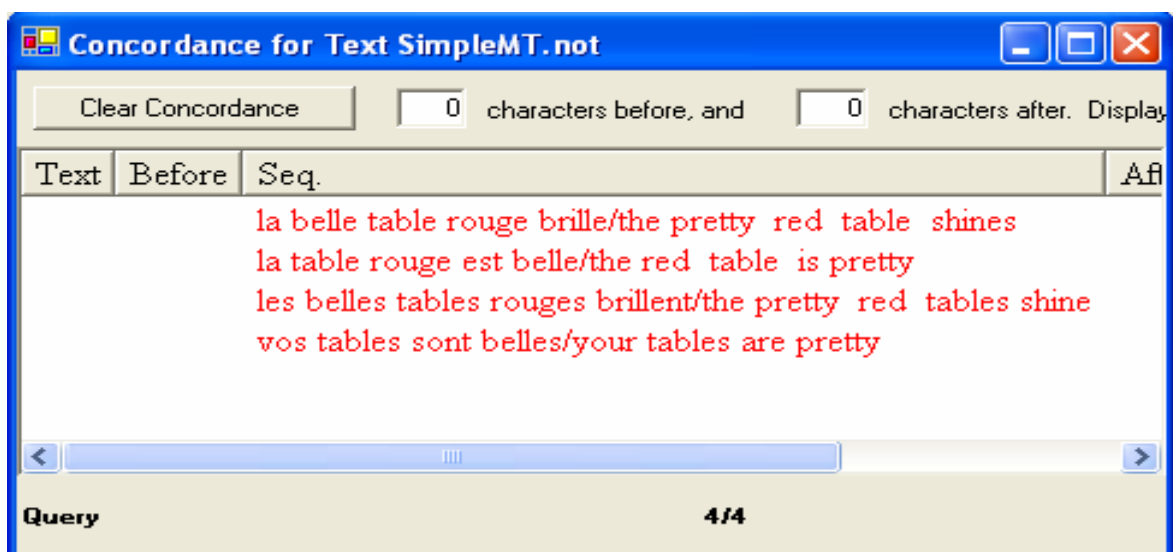 Concordance for Text SimpleMT.not
Clear Concordance 0 characters before, and 0 characters after. Display
Text Before Seq. Aft
la belle table rouge brille/the pretty  red  table  shines
la table rouge est belle/the red  table  is pretty
les belles tables rouges brillent/the pretty  red  tables shine
vos tables sont belles/your tables are pretty
Query 4/4